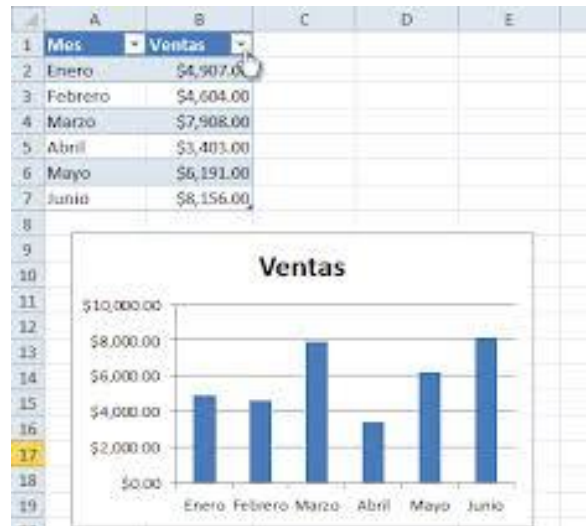 A B C D E
1 Mes Ventas
2 Enero $4,907.00
3 Febrero $4,604.00
4 Marzo $7,908.00
5 Abril $3,403.00
6 Mayo $6,191.00
7 Junio $8,156.00
8
9
10
11
12
13
14
15
16
17
18
19
Ventas
$10,000.00
$8,000.00
$6,000.00
$4,000.00
$2,000.00
$0.00
Enero Febrero Marzo Abril Mayo Junio